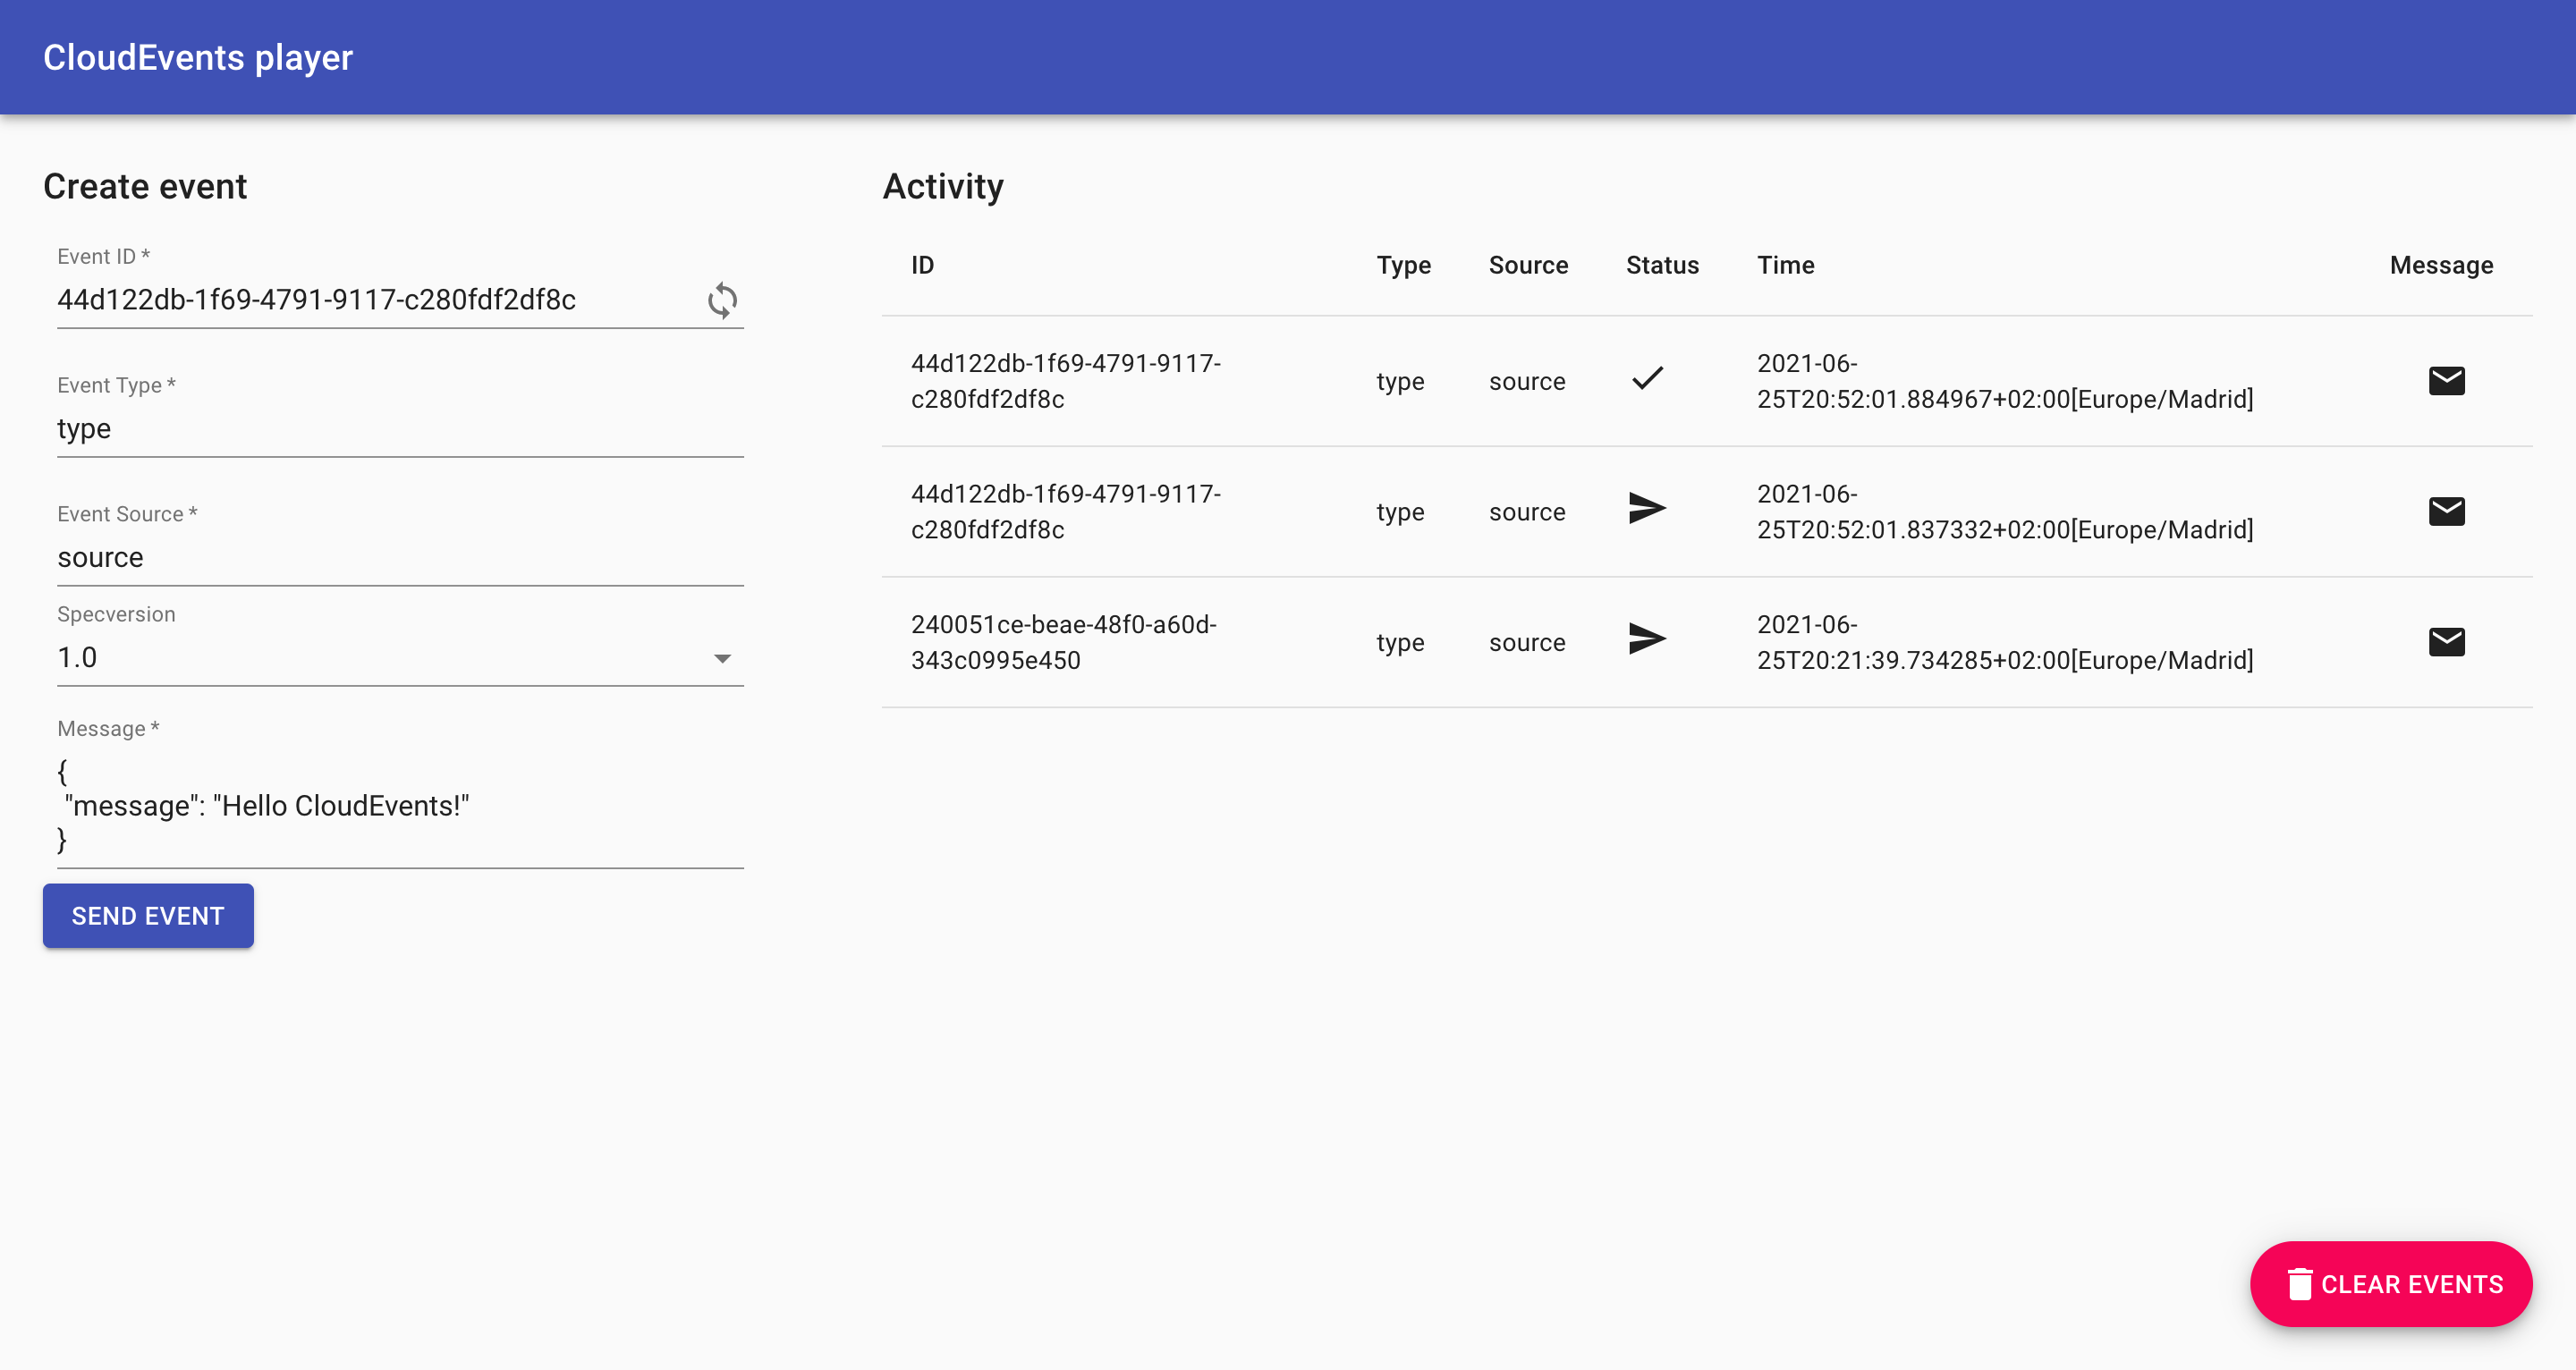 CloudEvents player
Create event
Event ID *
44d122db-1f69-4791-9117-c280fdf2df8c
Event Type *
type
Event Source *
source
Specversion
1.0
Message *
{
"message": "Hello CloudEvents!"
}
SEND EVENT
Activity
ID Type Source Status Time Message
44d122db-1f69-4791-9117-
c280fdf2df8c
type
source
2021-06-
25T20:52:01.884967+02:00[Europe/Madrid]
44d122db-1f69-4791-9117-
c280fdf2df8c
type
source
2021-06-
25T20:52:01.837332+02:00[Europe/Madrid]
240051ce-beae-48f0-a60d-
343c0995e450
type
source
2021-06-
25T20:21:39.734285+02:00[Europe/Madrid]
CLEAR EVENTS